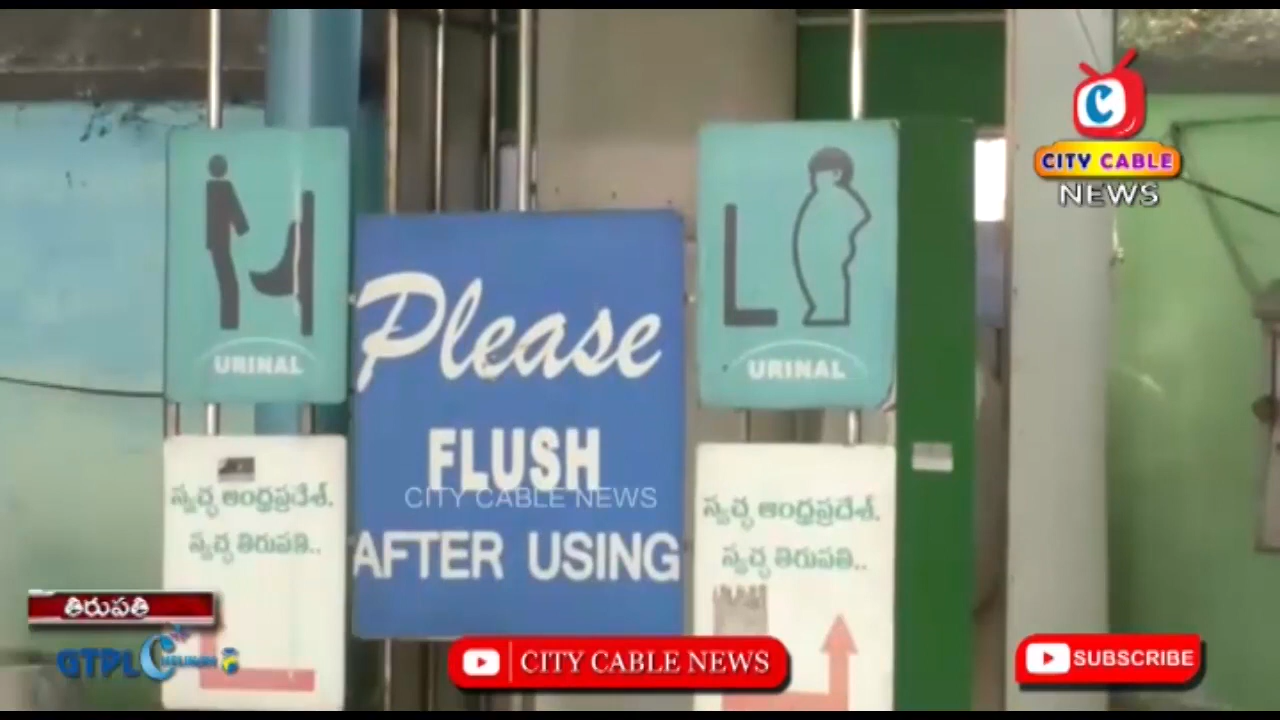 CITY CABLE
NEWS
URINAL
Please
FLUSH
AFTER USING
CITY CABLE NEWS
URINAL
స్వచ్ఛ ఆంధ్రప్రదేశ్.
స్వచ్ఛ తిరుపతి..
స్వచ్ఛ ఆంధ్రప్రదేశ్.
స్వచ్ఛ తిరుపతి..
తిరుపతి
GTPL
CITY CABLE NEWS
SUBSCRIBE